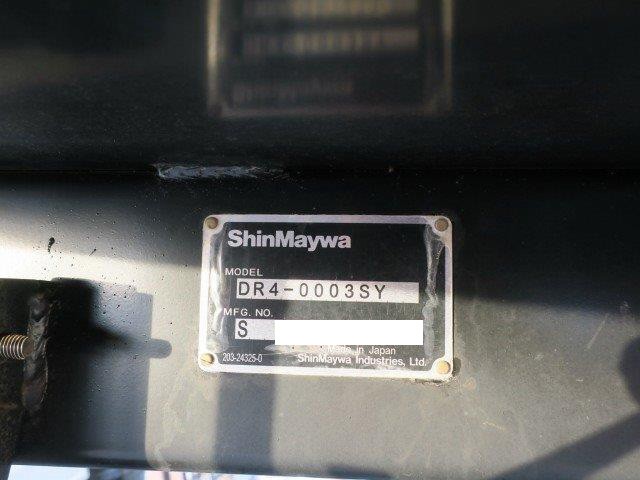 ShinMaywa
MODEL
DR4-0003SY
MFG. NO.
S
Made in Japan
203-24325-0
ShinMaywa Industries, Ltd.